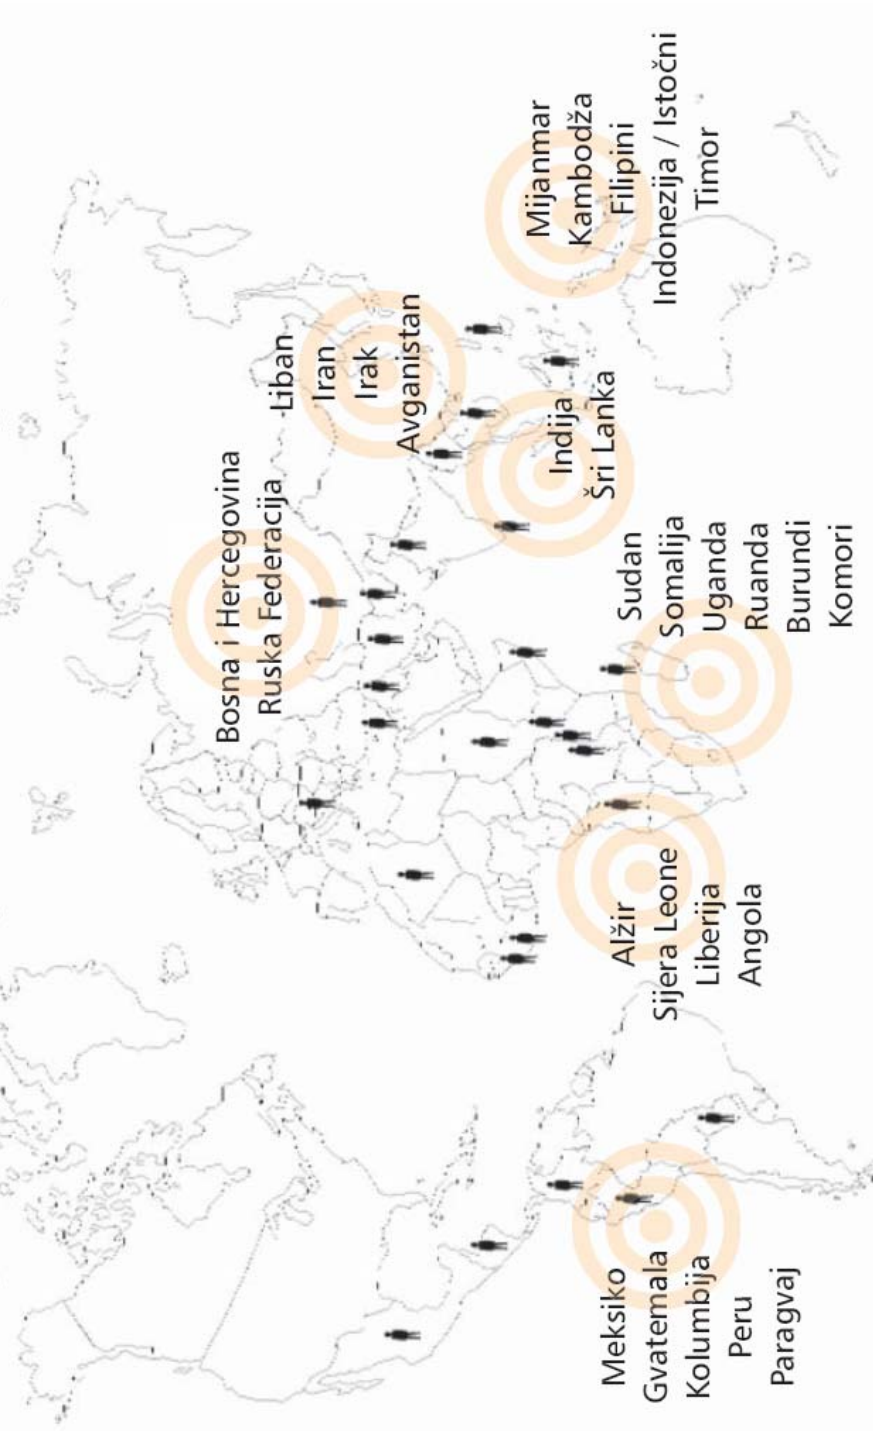 Bosna i Hercegovina
Ruska Federacija
Liban
Iran
Irak
Avganistan
Mijanmar
Kambodža
Filipini
Indonezija / Istočni
Timor
Indija
Šri Lanka
Sudan
Somalija
Uganda
Ruanda
Burundi
Komori
Alžir
Sijera Leone
Liberija
Angola
Meksiko
Gvatemala
Kolumbija
Peru
Paragvaj